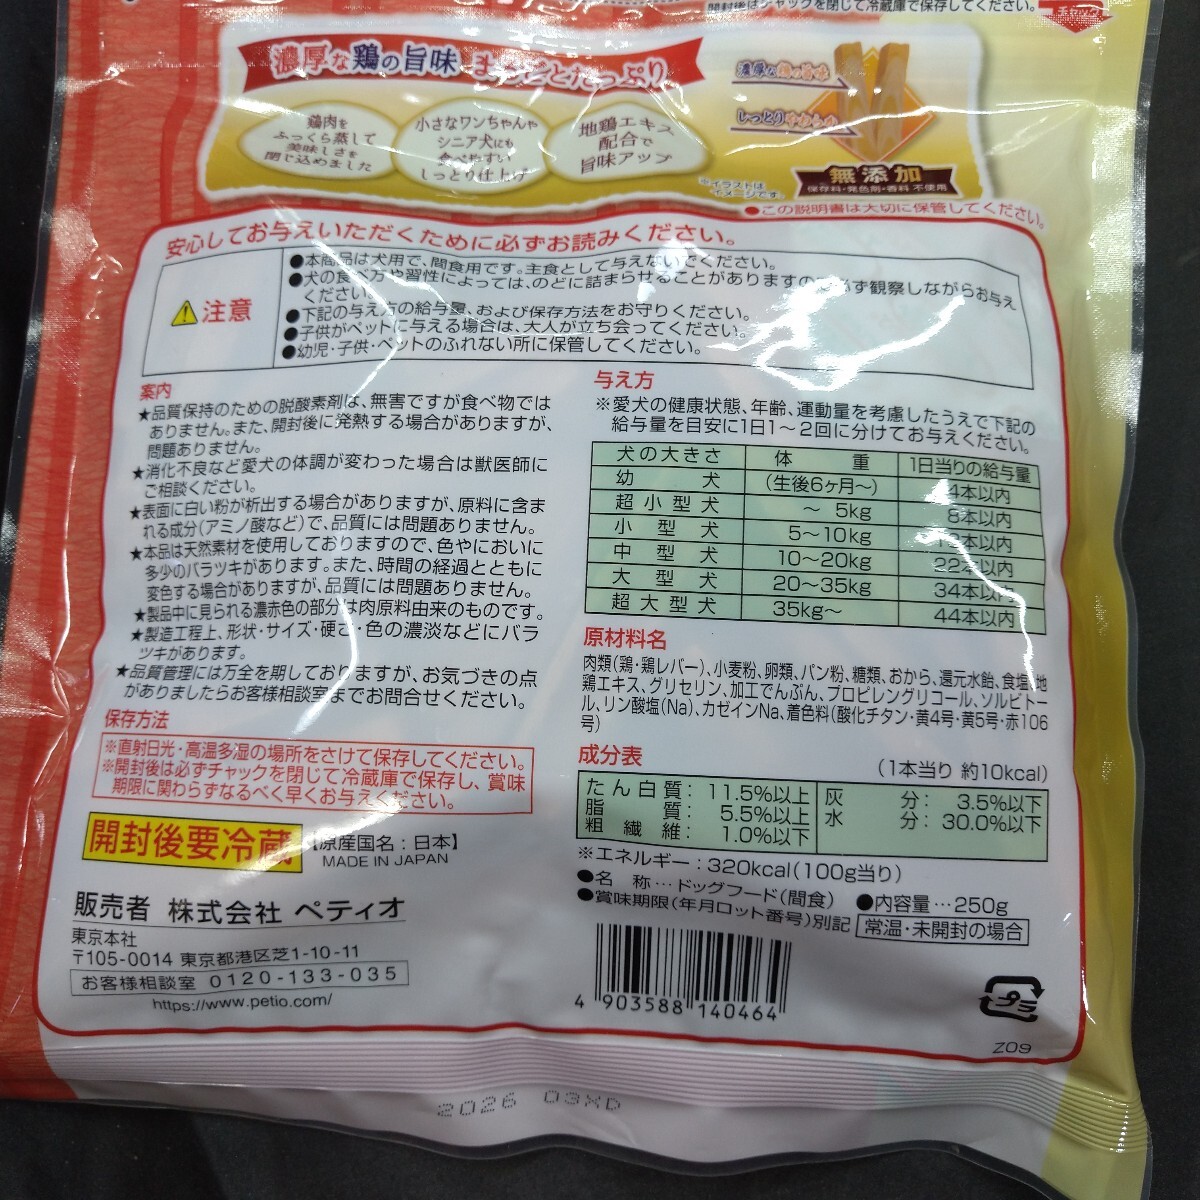 開封後はチャックを閉じて冷蔵庫で保存してください。
チャック
濃厚な鶏の旨味 まるごとたっぷり
鶏肉を
ふっくら蒸して
美味しさを
閉じ込めました
小さなワンちゃんや
シニア犬にも
食べやすい
しっとり仕上げ
地鶏エキス
配合で
旨味アップ
濃厚な鶏の旨味
しっとりやわらか
無添加
保存料・発色剤・香料 不使用
※イラストは
イメージです。
●この説明書は大切に保管してください。
安心してお与えいただくために必ずお読みください。
注意
●本商品は犬用で、間食用です。主食として与えないでください。
●犬の食べ方や習性によっては、のどに詰まらせることがありますので必ず観察しながらお与え
ください。
●下記の与え方の給与量、および保存方法をお守りください。
●子供がペットに与える場合は、大人が立ち会ってください。
●幼児・子供・ペットのふれない所に保管してください。
案内
★品質保持のための脱酸素剤は、無害ですが食べ物では
ありません。また、開封後に発熱する場合がありますが、
問題ありません。
★消化不良など愛犬の体調が変わった場合は獣医師に
ご相談ください。
★表面に白い粉が析出する場合がありますが、原料に含ま
れる成分(アミノ酸など)で、品質には問題ありません。
★本品は天然素材を使用しておりますので、色やにおいに
多少のバラツキがあります。また、時間の経過とともに
変色する場合がありますが、品質には問題ありません。
★製品中に見られる濃赤色の部分は肉原料由来のものです。
★製造工程上、形状・サイズ・硬さ・色の濃淡などにバラ
ツキがあります。
★品質管理には万全を期しておりますが、お気づきの点
がありましたらお客様相談室までお問合せください。
保存方法
※直射日光・高温多湿の場所をさけて保存してください。
※開封後は必ずチャックを閉じて冷蔵庫で保存し、賞味
期限に関わらずなるべく早くお与えください。
開封後要冷蔵
【原産国名：日本】
MADE IN JAPAN
販売者 株式会社 ペティオ
東京本社
〒105-0014 東京都港区芝1-10-11
お客様相談室 0120-133-035
https://www.petio.com/
与え方
※愛犬の健康状態、年齢、運動量を考慮したうえで下記の
給与量を目安に1日1～2回に分けてお与えください。
犬の大きさ 体重 1日当りの給与量
幼犬 (生後6ヶ月～) 4本以内
超小型犬 ～5kg 8本以内
小型犬 5～10kg 13本以内
中型犬 10～20kg 22本以内
大型犬 20～35kg 34本以内
超大型犬 35kg～ 44本以内
原材料名
肉類(鶏・鶏レバー)、小麦粉、卵類、パン粉、糖類、おから、還元水飴、食塩、地
鶏エキス、グリセリン、加工でんぷん、プロピレングリコール、ソルビトー
ル、リン酸塩(Na)、カゼインNa、着色料(酸化チタン・黄4号・黄5号・赤106
号)
成分表
(1本当り 約10kcal)
たん白質：11.5%以上 灰分：3.5%以下
脂質：5.5%以上 水分：30.0%以下
粗繊維：1.0%以下
※エネルギー：320kcal(100g当り)
●名称…ドッグフード(間食) ●内容量…250g
●賞味期限(年月ロット番号)別記 常温・未開封の場合
4 903588 140464
プラ
Z09
2026 03XD